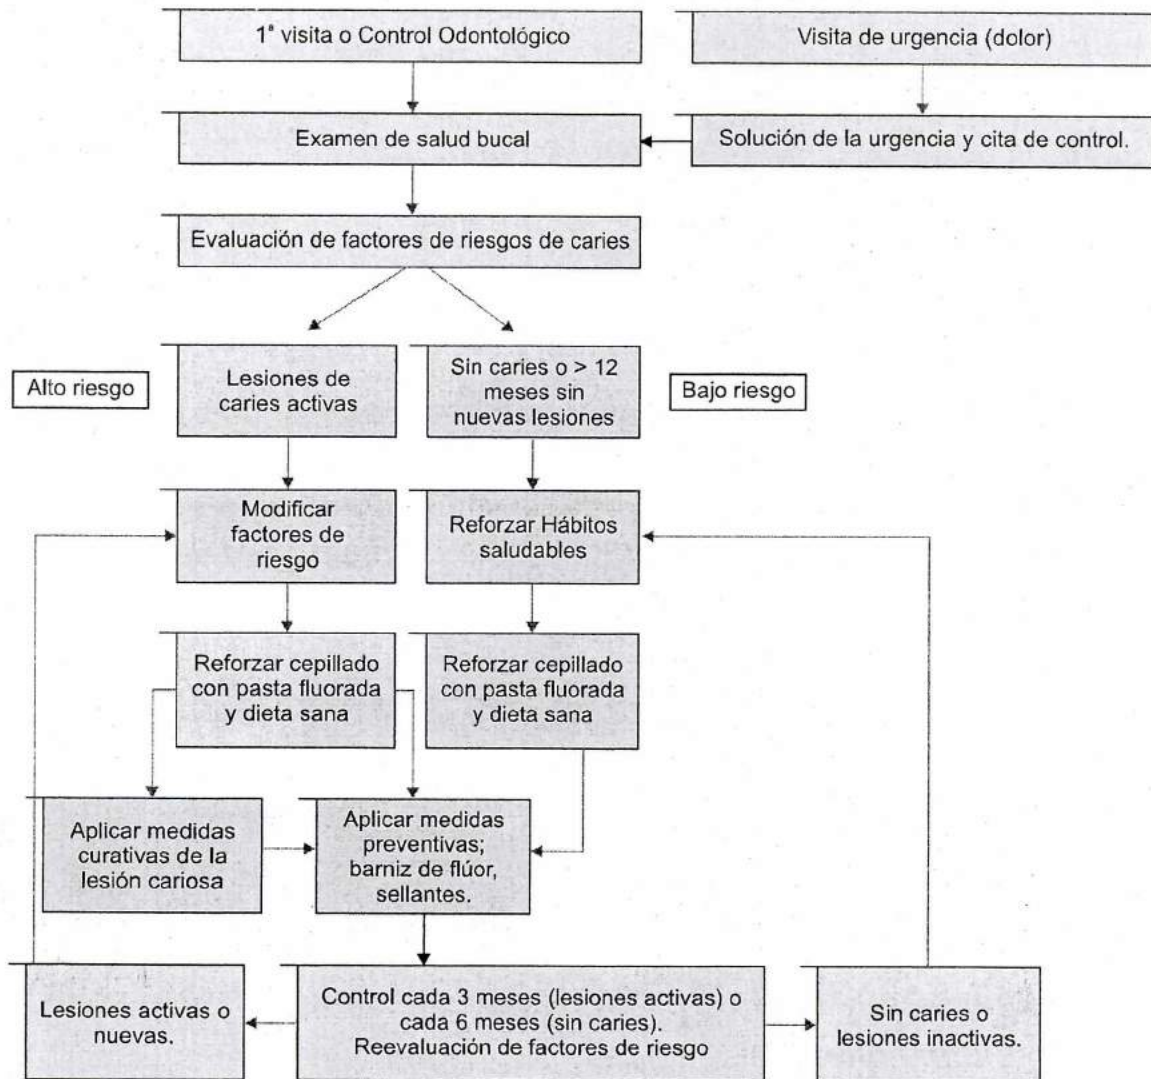 1ª visita o Control Odontológico
Visita de urgencia (dolor)
Examen de salud bucal
Solución de la urgencia y cita de control.
Evaluación de factores de riesgos de caries
Alto riesgo
Lesiones de
caries activas
Sin caries o > 12
meses sin
nuevas lesiones
Bajo riesgo
Modificar
factores de
riesgo
Reforzar Hábitos
saludables
Reforzar cepillado
con pasta fluorada
y dieta sana
Reforzar cepillado
con pasta fluorada
y dieta sana
Aplicar medidas
curativas de la
lesión cariosa
Aplicar medidas
preventivas;
barniz de flúor,
sellantes.
Lesiones activas o
nuevas.
Control cada 3 meses (lesiones activas) o
cada 6 meses (sin caries).
Reevaluación de factores de riesgo
Sin caries o
lesiones inactivas.